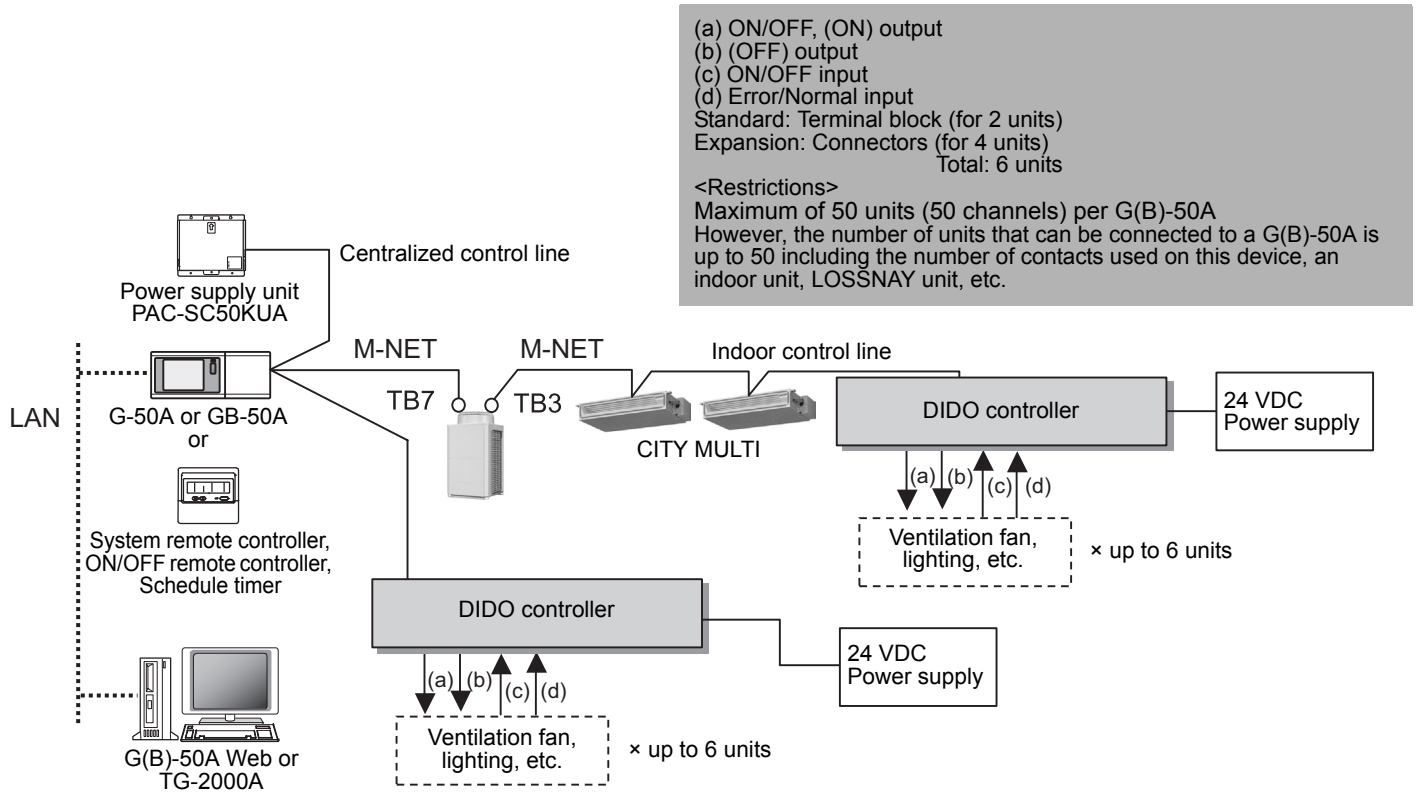 (a) ON/OFF, (ON) output
(b) (OFF) output
(c) ON/OFF input
(d) Error/Normal input
Standard: Terminal block (for 2 units)
Expansion: Connectors (for 4 units)
Total: 6 units
<Restrictions>
Maximum of 50 units (50 channels) per G(B)-50A
However, the number of units that can be connected to a G(B)-50A is
up to 50 including the number of contacts used on this device, an
indoor unit, LOSSNAY unit, etc.
Centralized control line
Power supply unit
PAC-SC50KUA
M-NET
M-NET
Indoor control line
TB7
TB3
LAN
G-50A or GB-50A
or
CITY MULTI
DIDO controller
24 VDC
Power supply
(a)
(b)
(c)
(d)
Ventilation fan,
lighting, etc.
× up to 6 units
System remote controller,
ON/OFF remote controller,
Schedule timer
DIDO controller
24 VDC
Power supply
(a)
(b)
(c)
(d)
Ventilation fan,
lighting, etc.
× up to 6 units
G(B)-50A Web or
TG-2000A